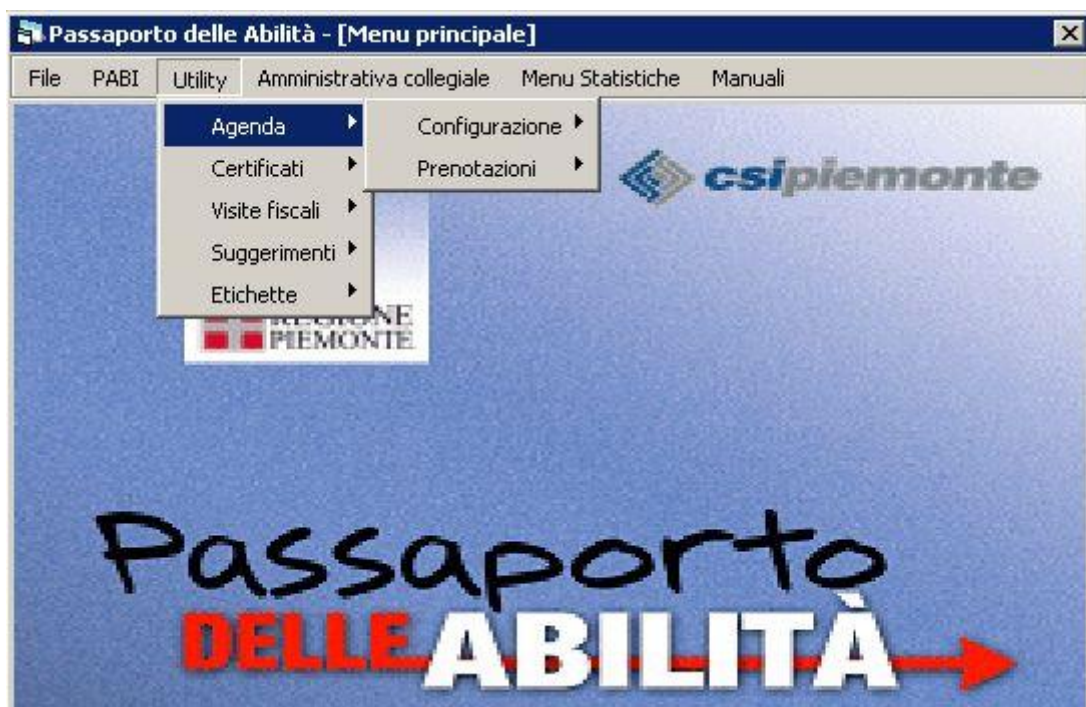 Passaporto delle Abilità - [Menu principale]
File PABI Utility Amministrativa collegiale Menu Statistiche Manuali
Agenda Configurazione
Certificati Prenotazioni
Visite fiscali
Suggerimenti
Etichette
csipiemonte
REGIONE
PIEMONTE
Passaporto
DELLE ABILITÀ